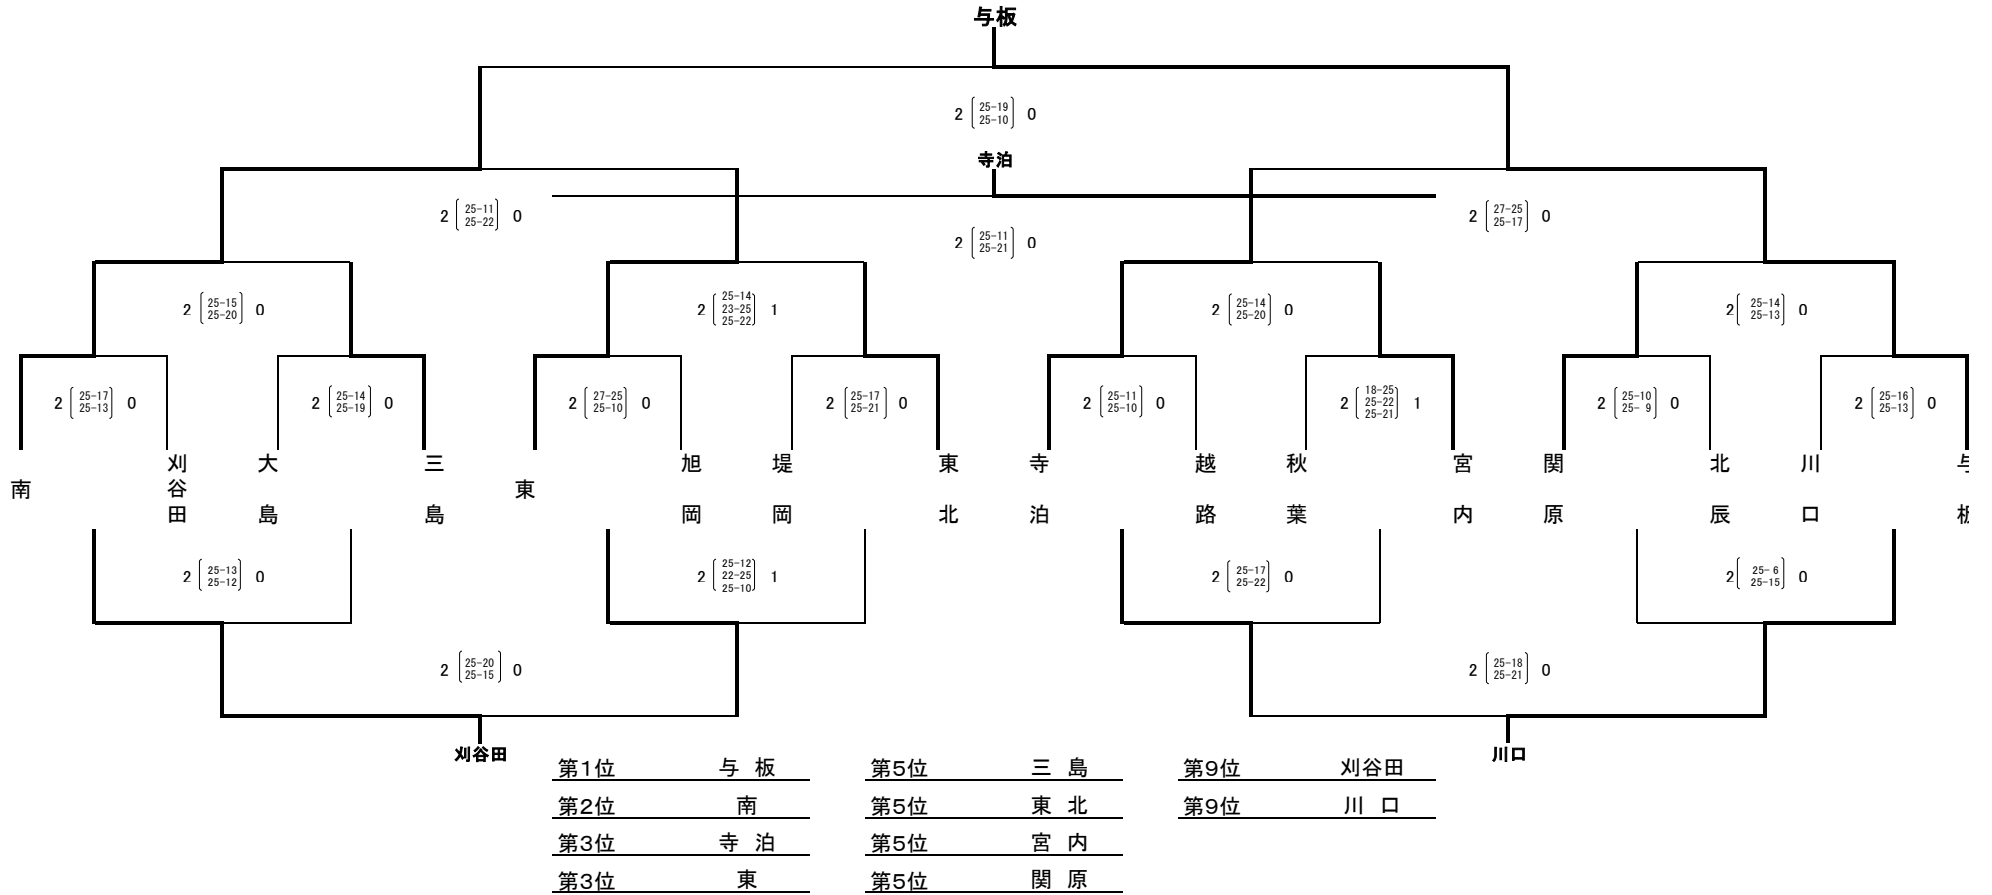 与板
2 25-19 0
25-10
寺泊
2 25-11 0
25-22
2 27-25 0
25-17
2 25-11 0
25-21
2 25-15 0
25-20
2 25-14 1
23-25
25-22
2 25-14 0
25-20
2 25-14 0
25-13
2 25-17 0
25-13
2 25-14 0
25-19
2 27-25 0
25-10
2 25-17 0
25-21
2 25-11 0
25-10
2 18-25 1
25-22
25-21
2 25-10 0
25- 9
2 25-16 0
25-13
南
刈谷田
大島
三島
東
旭岡
堤岡
東北
寺泊
越路
秋葉
宮内
関原
北辰
川口
与板
2 25-13 0
25-12
2 25-12 1
22-25
25-10
2 25-17 0
25-22
2 25- 6 0
25-15
2 25-20 0
25-15
2 25-18 0
25-21
刈谷田
川口
第1位 与 板
第5位 三 島
第9位 刈谷田
第2位 南
第5位 東 北
第9位 川 口
第3位 寺 泊
第5位 宮 内
第3位 東
第5位 関 原